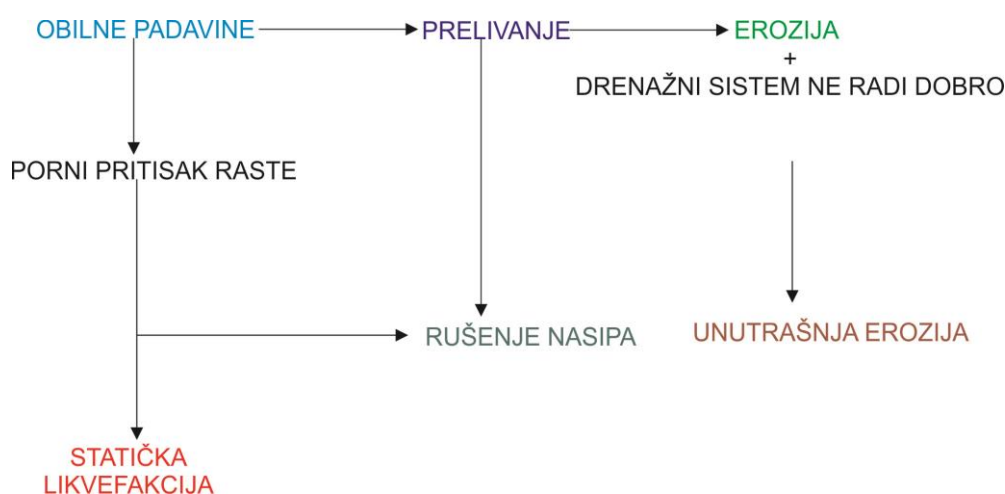 OBILNE PADAVINE
PRELIVANJE
EROZIJA
+
DRENAŽNI SISTEM NE RADI DOBRO
PORNI PRITISAK RASTE
RUŠENJE NASIPA
UNUTRAŠNJA EROZIJA
STATIČKA
LIKVEFAKCIJA